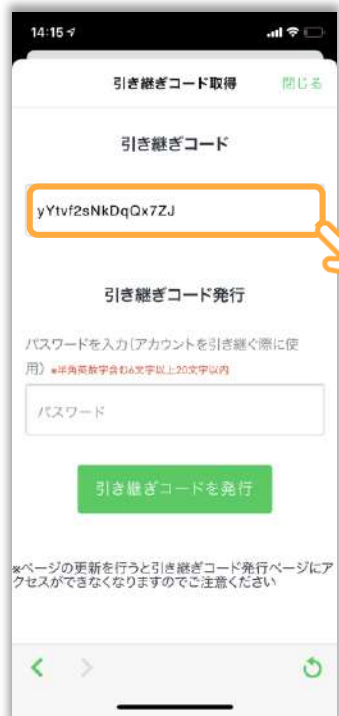 14:15
引き継ぎコード取得
閉じる
引き継ぎコード
yYtvf2sNkDqQx7ZJ
引き継ぎコード発行
パスワードを入力(アカウントを引き継ぐ際に使
用) *半角英数字含む6文字以上20文字以内
パスワード
引き継ぎコードを発行
*ページの更新を行うと引き継ぎコード発行ページにア
クセスができなくなりますのでご注意ください